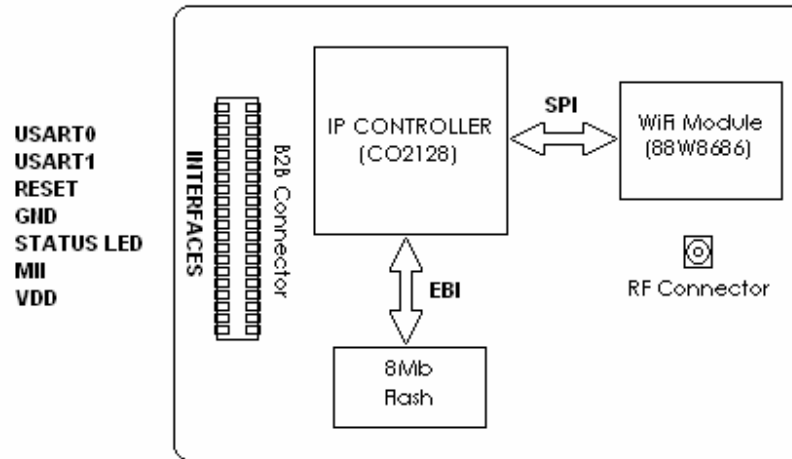 USART0
USART1
RESET
GND
STATUS LED
MII
VDD
INTERFACES
B2B Connector
IP CONTROLLER
(CO2128)
SPI
WiFi Module
(88W8686)
RF Connector
EBI
8Mb
Flash